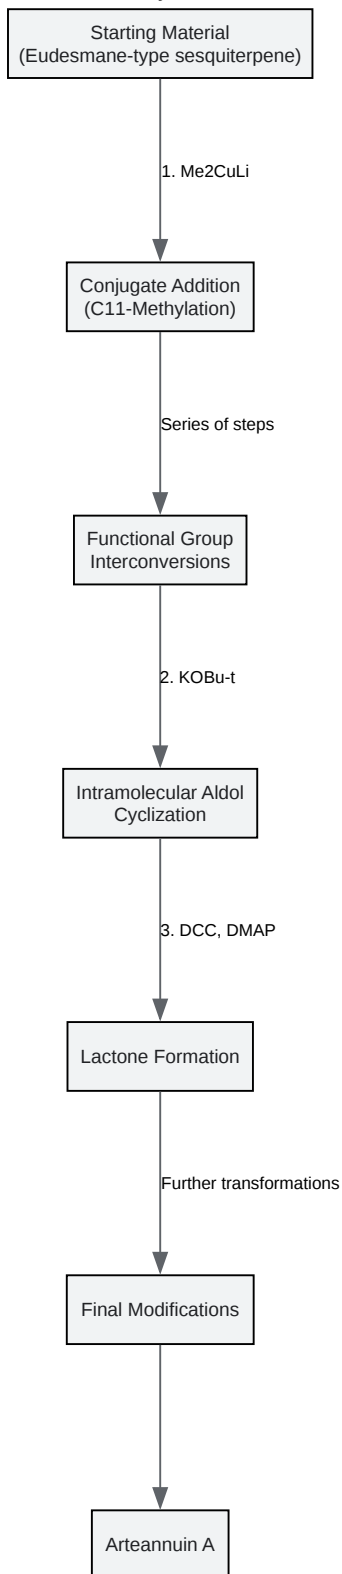 Starting Material
(Eudesmane-type sesquiterpene)
1. Me2CuLi
Conjugate Addition
(C11-Methylation)
Series of steps
Functional Group
Interconversions
2. KOBu-t
Intramolecular Aldol
Cyclization
3. DCC, DMAP
Lactone Formation
Further transformations
Final Modifications
Arteannuin A